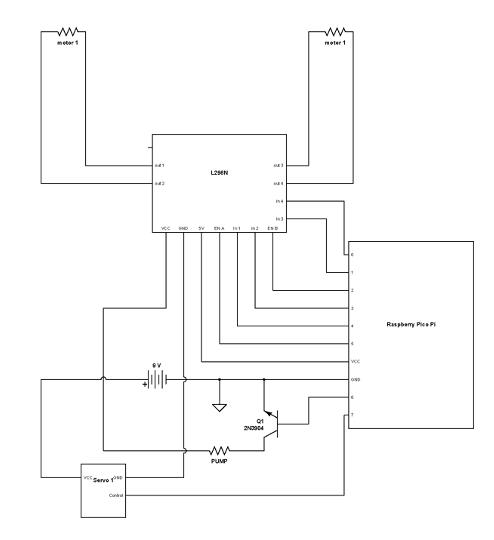 motor 1
motor 1
out 1
out 3
L298N
out 2
out 4
In 4
In 3
VCC GND 5V EN A In 1 In 2 EN B
0
1
2
3
Raspberry Pico Pi
4
5
VCC
9 V
GND
6
Q1
2N3904
7
PUMP
VCC GND
Servo 1
Control